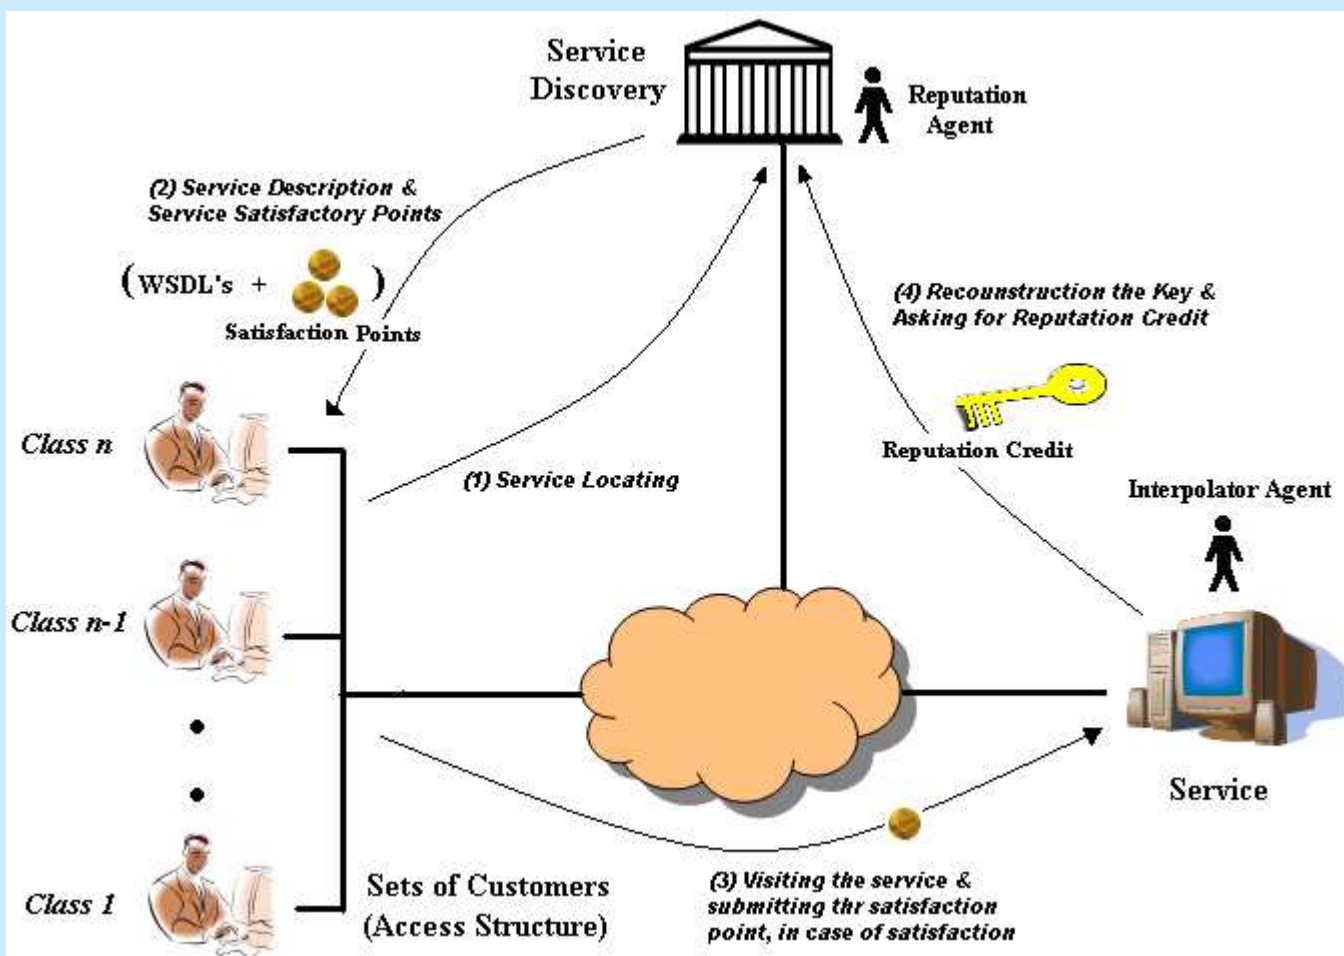 Service
Discovery
Reputation
Agent
(2) Service Description &
Service Satisfactory Points
(WSDL's + )
Satisfaction Points
(4) Recounstruction the Key &
Asking for Reputation Credit
Reputation Credit
Class n
(1) Service Locating
Interpolator Agent
Class n-1
Service
Class 1
Sets of Customers
(Access Structure)
(3) Visiting the service &
submitting thr satisfaction
point, in case of satisfaction